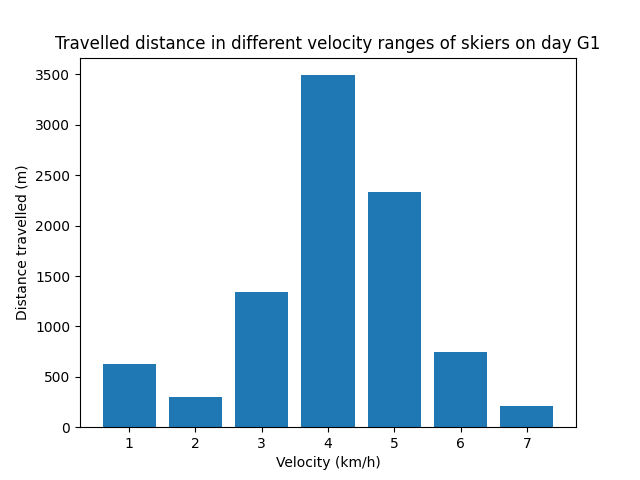 Travelled distance in different velocity ranges of skiers on day G1
3500
3000
2500
2000
1500
1000
500
0
Distance travelled (m)
1 2 3 4 5 6 7
Velocity (km/h)